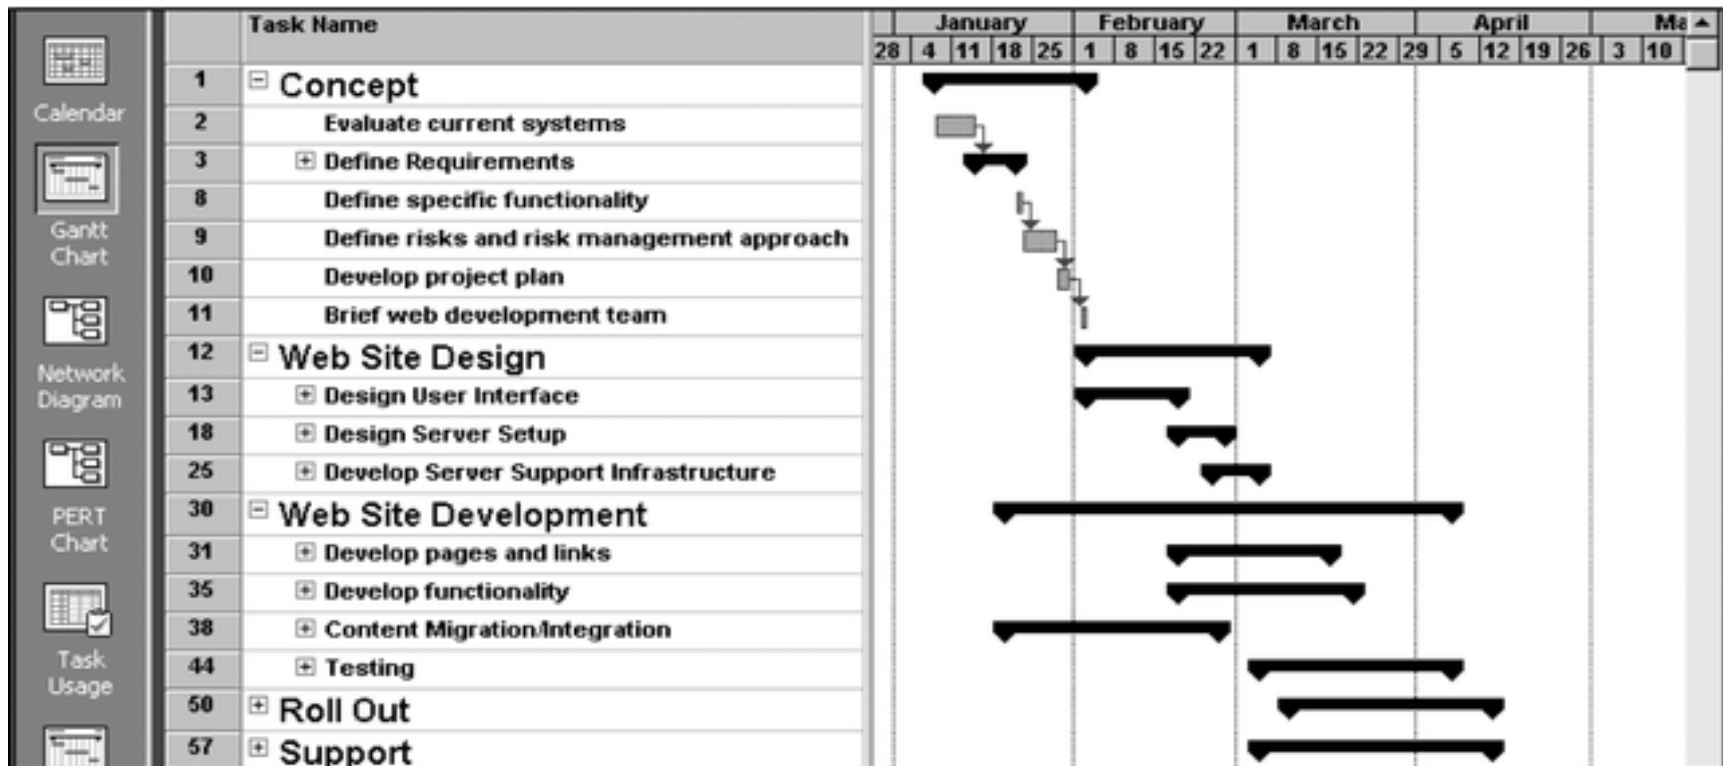 Task Name
January February March April Ma
28 4 11 18 25 1 8 15 22 1 8 15 22 29 5 12 19 26 3 10
1 Concept
2 Evaluate current systems
3 Define Requirements
8 Define specific functionality
9 Define risks and risk management approach
10 Develop project plan
11 Brief web development team
12 Web Site Design
13 Design User Interface
18 Design Server Setup
25 Develop Server Support Infrastructure
30 Web Site Development
31 Develop pages and links
35 Develop functionality
38 Content Migration/Integration
44 Testing
50 Roll Out
57 Support
Calendar
Gantt
Chart
Network
Diagram
PERT
Chart
Task
Usage